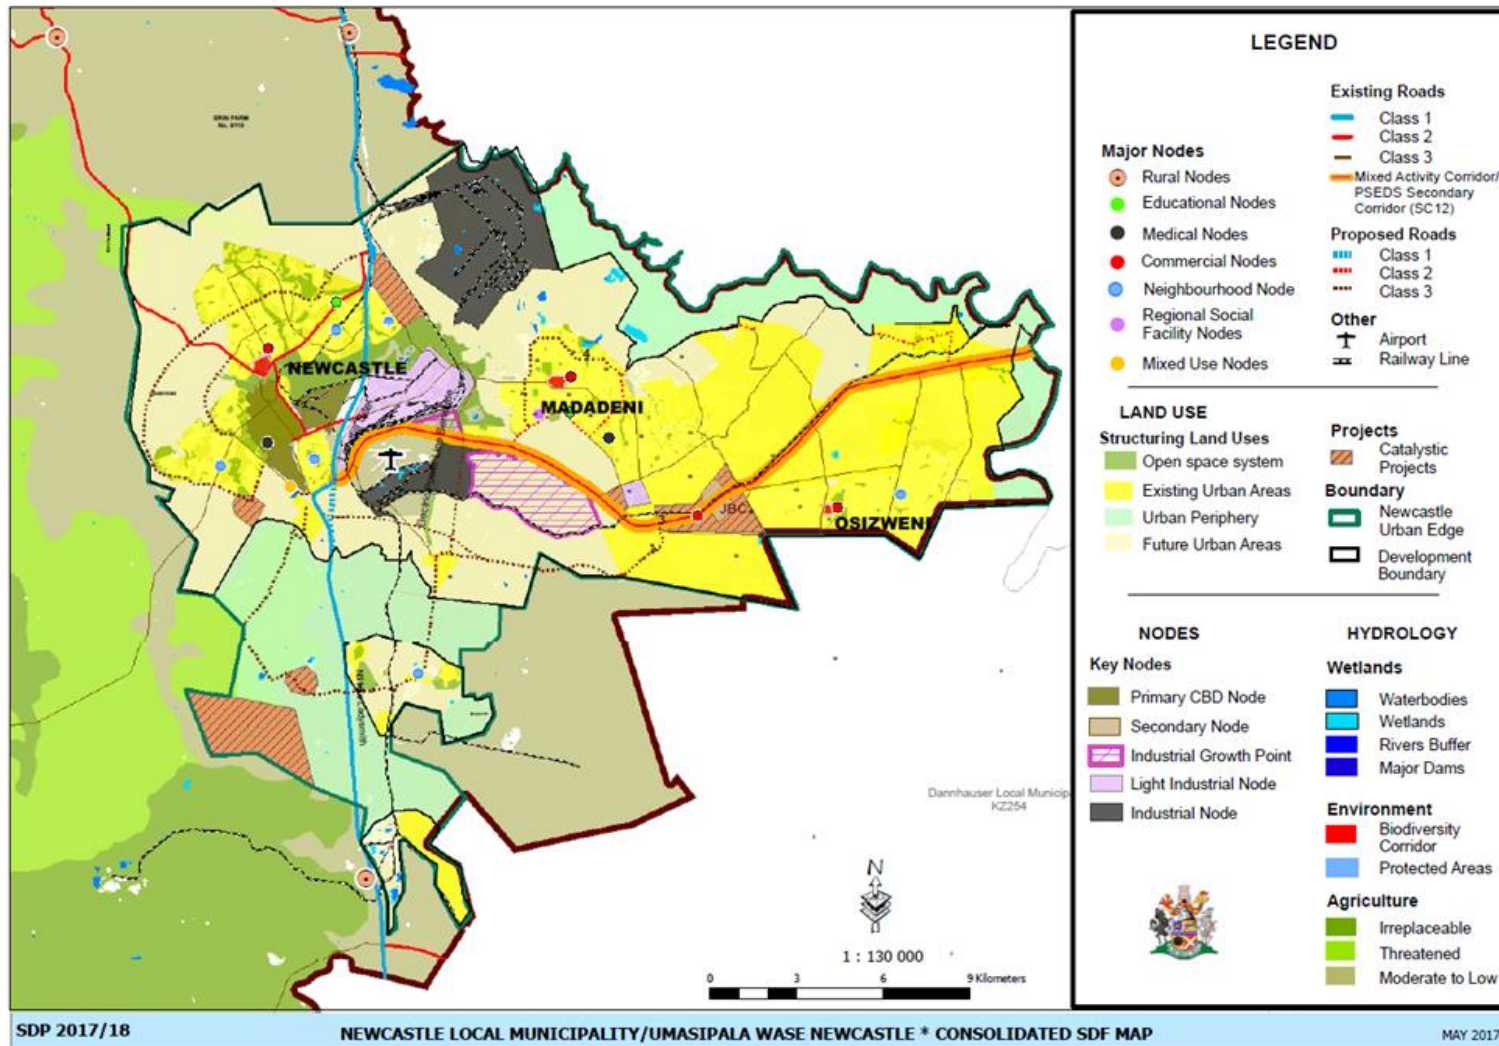 ERIN FARM
No. 9119
NEWCASTLE
MADADENI
JBC
OSIZWENI
Dannhauser Local Municipa
KZ254
N
1 : 130 000
0 3 6 9 Kilometers
LEGEND
Major Nodes
Rural Nodes
Educational Nodes
Medical Nodes
Commercial Nodes
Neighbourhood Node
Regional Social
Facility Nodes
Mixed Use Nodes
Existing Roads
Class 1
Class 2
Class 3
Mixed Activity Corridor/
PSEDS Secondary
Corridor (SC12)
Proposed Roads
Class 1
Class 2
Class 3
Other
Airport
Railway Line
LAND USE
Structuring Land Uses
Open space system
Existing Urban Areas
Urban Periphery
Future Urban Areas
Projects
Catalystic
Projects
Boundary
Newcastle
Urban Edge
Development
Boundary
NODES
Key Nodes
Primary CBD Node
Secondary Node
Industrial Growth Point
Light Industrial Node
Industrial Node
HYDROLOGY
Wetlands
Waterbodies
Wetlands
Rivers Buffer
Major Dams
Environment
Biodiversity
Corridor
Protected Areas
Agriculture
Irreplaceable
Threatened
Moderate to Low
SDP 2017/18
NEWCASTLE LOCAL MUNICIPALITY/UMASIPALA WASE NEWCASTLE * CONSOLIDATED SDF MAP
MAY 2017